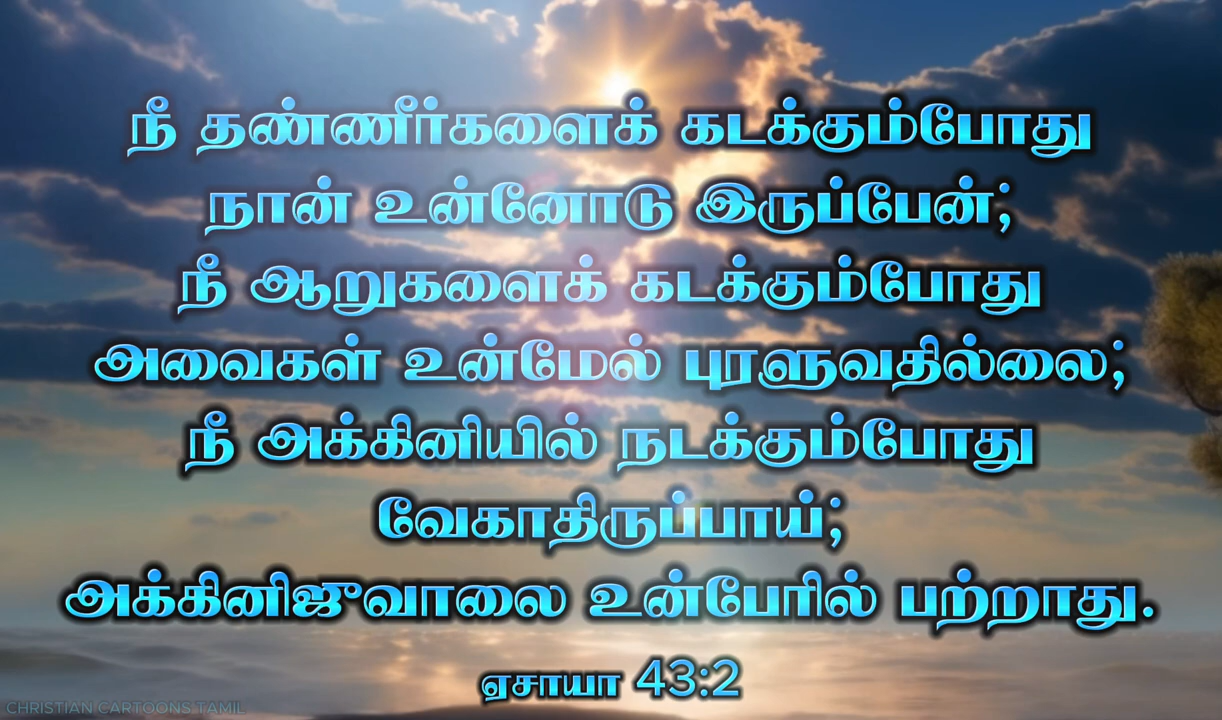 நீ தண்ணீர்களைக் கடக்கும்போது
நான் உன்னோடு இருப்பேன்;
நீ ஆறுகளைக் கடக்கும்போது
அவைகள் உன்மேல் புரளுவதில்லை;
நீ அக்கினியில் நடக்கும்போது
வேகாதிருப்பாய்;
அக்கினிஜுவாலை உன்பேரில் பற்றாது.
ஏசாயா 43:2
CHRISTIAN CARTOONS TAMIL